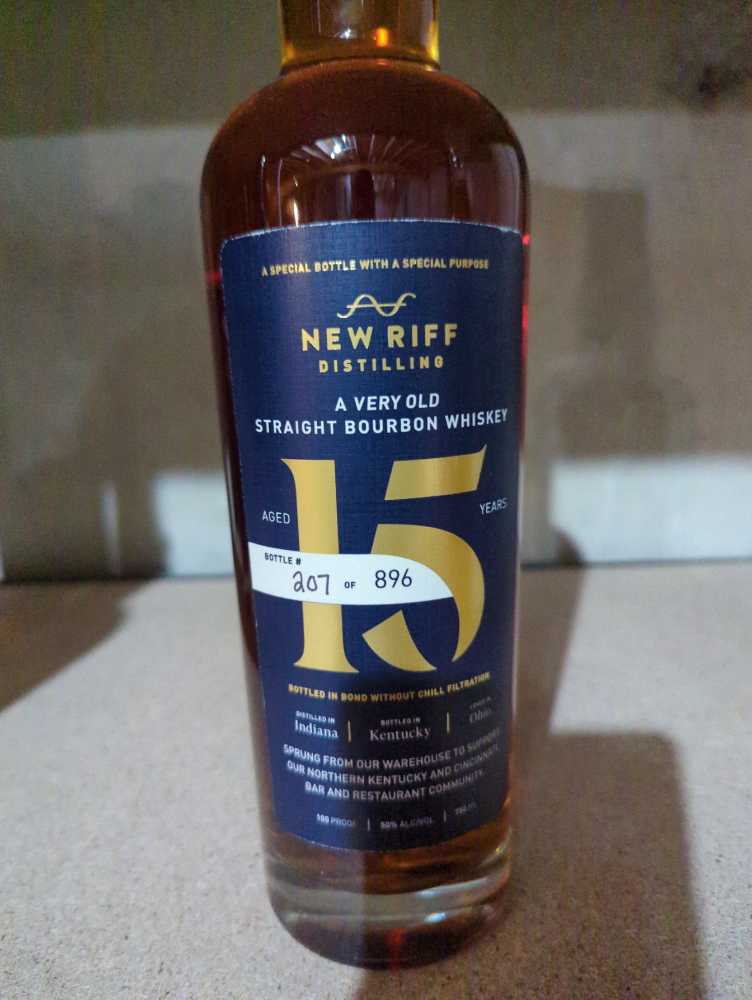 A SPECIAL BOTTLE WITH A SPECIAL PURPOSE
NEW RIFF
DISTILLING
A VERY OLD
STRAIGHT BOURBON WHISKEY
AGED 15 YEARS
BOTTLE #
207 OF 896
BOTTLED IN BOND WITHOUT CHILL FILTRATION
DISTILLED IN
Indiana
BOTTLED IN
Kentucky
Ohio
SPRUNG FROM OUR WAREHOUSE TO SUPPORT
OUR NORTHERN KENTUCKY AND CINCINNATI
BAR AND RESTAURANT COMMUNITY.
100 PROOF | 50% ALC/VOL | 750 ML